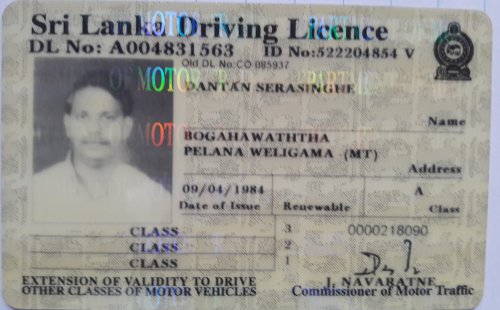 Sri Lanka Driving Licence
DL No: A004831563 ID No:522204854 V
Old DL No:CO 085937
DANTAN SERASINGHE
Name
BOGAHAWAththA
PELANA WELIGAMA (MT)
Address
09/04/1984 A
Date of Issue Renewable Class
CLASS 3 0000218090
CLASS 2
CLASS 1
EXTENSION OF VALIDITY TO DRIVE
OTHER CLASSES OF MOTOR VEHICLES
J. NAVARATNE
Commissioner of Motor Traffic